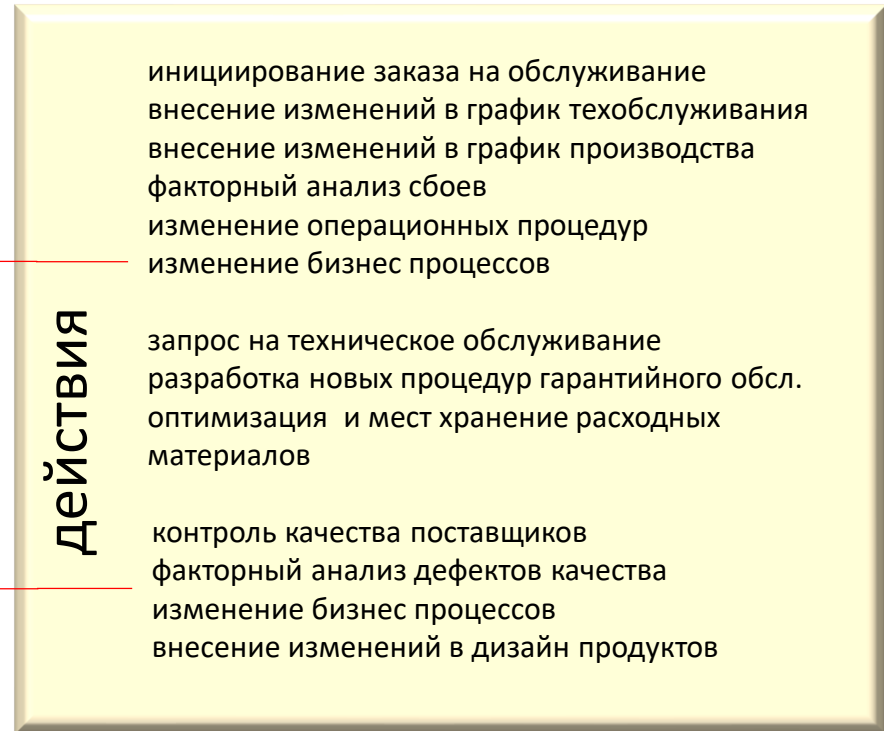 действия
инициирование заказа на обслуживание
внесение изменений в график техобслуживания
внесение изменений в график производства
факторный анализ сбоев
изменение операционных процедур
изменение бизнес процессов
запрос на техническое обслуживание
разработка новых процедур гарантийного обсл.
оптимизация  и мест хранение расходных
материалов
контроль качества поставщиков
факторный анализ дефектов качества
изменение бизнес процессов
внесение изменений в дизайн продуктов